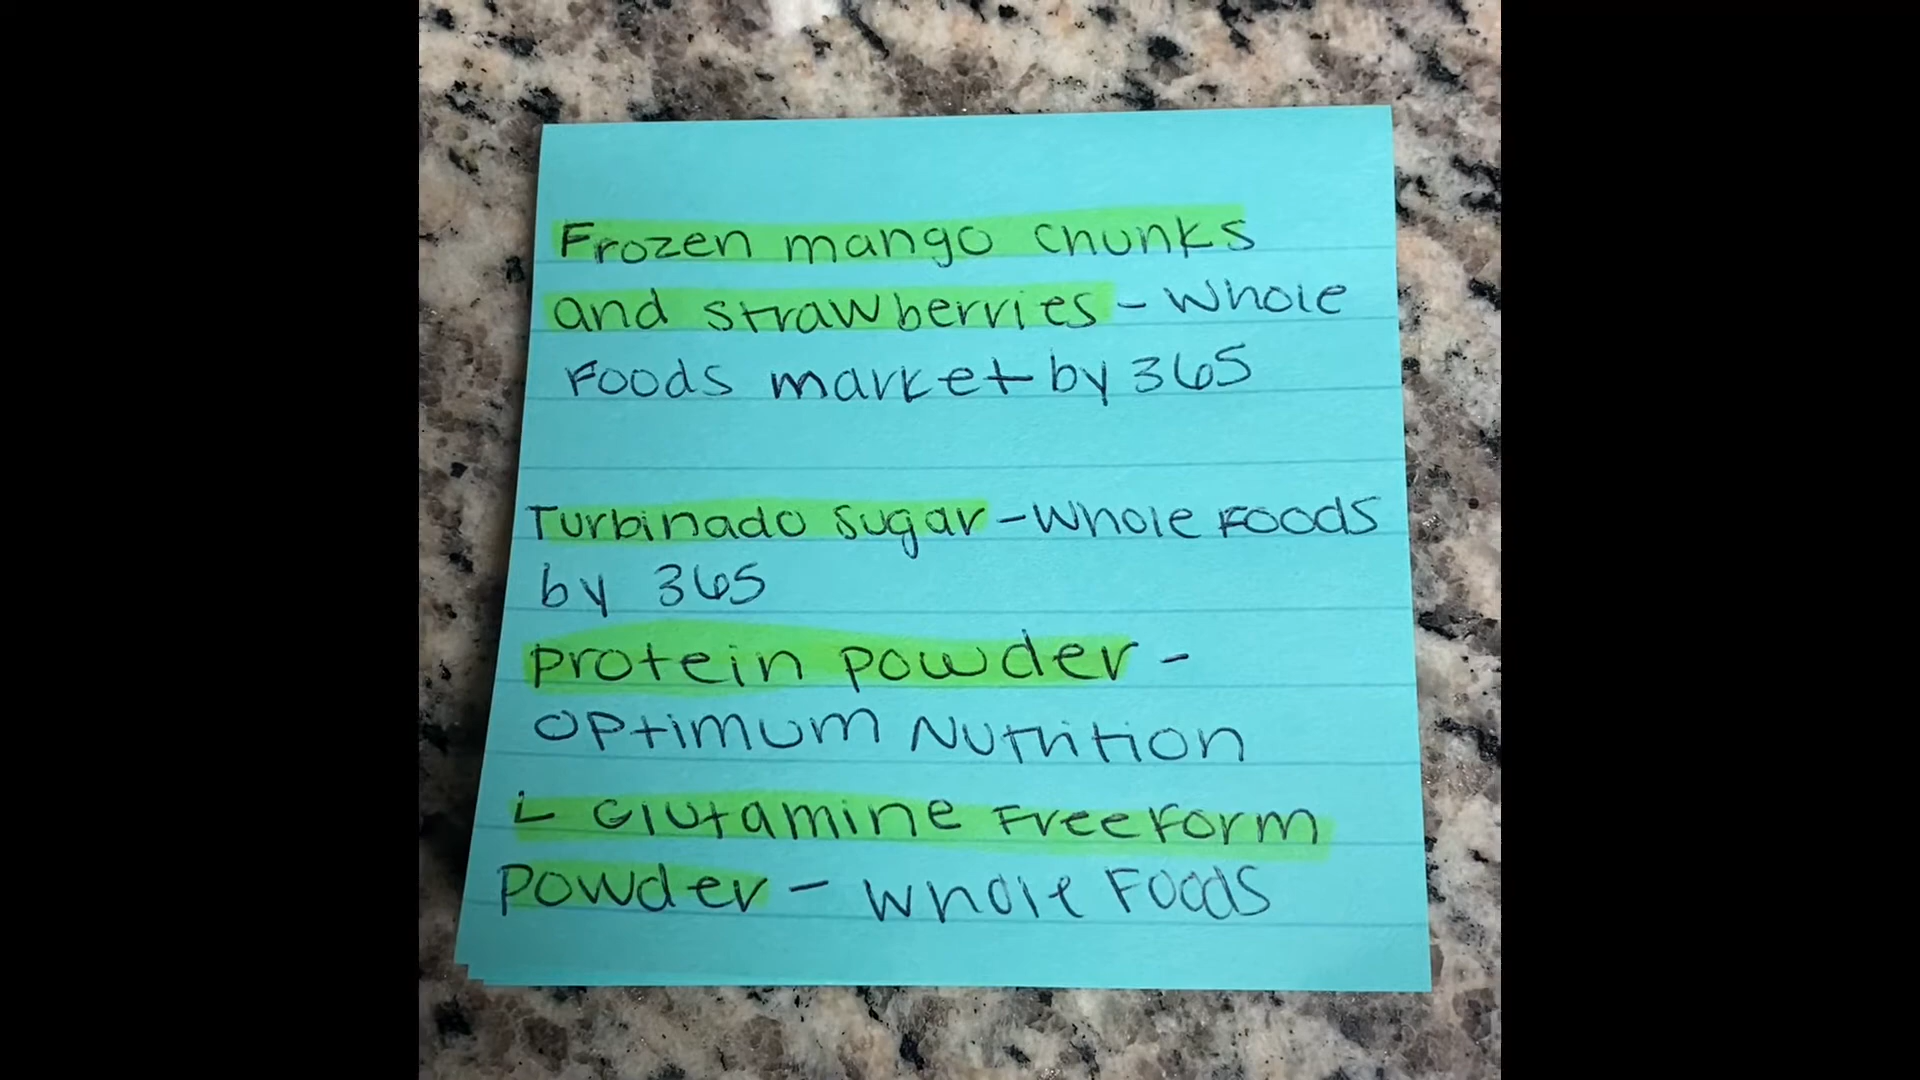 Frozen mango chunks
and strawberries - Whole
Foods market by 365
Turbinado sugar - Whole Foods
by 365
protein powder -
Optimum Nutrition
L Glutamine Freeform
Powder - Whole Foods